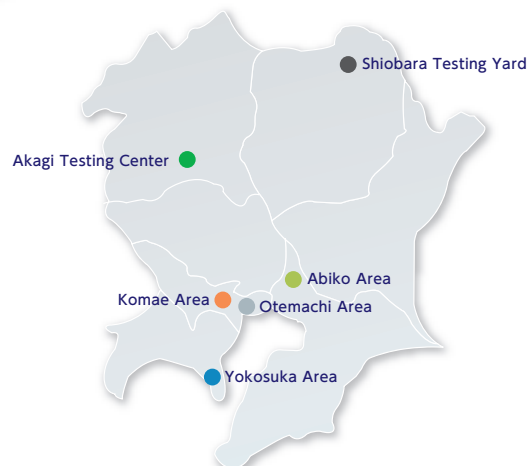 Shiobara Testing Yard
Akagi Testing Center
Abiko Area
Komae Area
Otemachi Area
Yokosuka Area